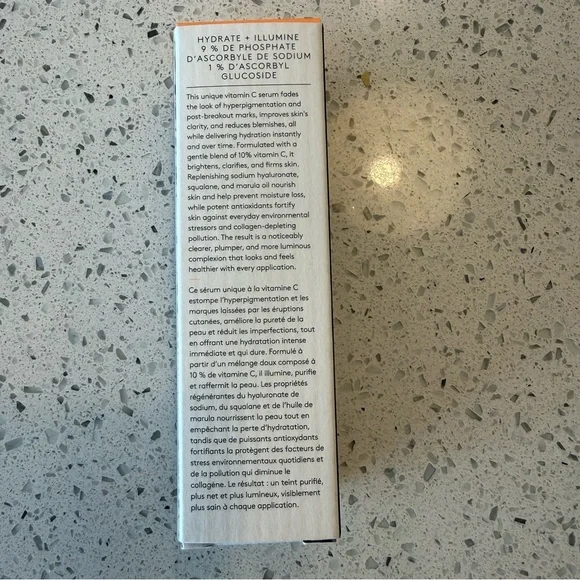 HYDRATE + ILLUMINE
9 % DE PHOSPHATE
D'ASCORBYLE DE SODIUM
1 % D'ASCORBYL
GLUCOSIDE
This unique vitamin C serum fades
the look of hyperpigmentation and
post-breakout marks, improves skin's
clarity, and reduces blemishes, all
while delivering hydration instantly
and over time. Formulated with a
gentle blend of 10% vitamin C, it
brightens, clarifies, and firms skin.
Replenishing sodium hyaluronate,
squalane, and marula oil nourish
skin and help prevent moisture loss,
while potent antioxidants fortify
skin against everyday environmental
stressors and collagen-depleting
pollution. The result is a noticeably
clearer, plumper, and more luminous
complexion that looks and feels
healthier with every application.
Ce sérum unique à la vitamine C
estompe l'hyperpigmentation et les
marques laissées par les éruptions
cutanées, améliore la pureté de la
peau et réduit les imperfections, tout
en offrant une hydratation intense
immédiate et qui dure. Formulé à
partir d'un mélange doux composé à
10 % de vitamine C, il illumine, purifie
et raffermit la peau. Les propriétés
régénérantes du hyaluronate de
sodium, du squalane et de l'huile de
marula nourrissent la peau tout en
empêchant la perte d'hydratation,
tandis que de puissants antioxydants
fortifiants la protègent des facteurs de
stress environnementaux quotidiens et
de la pollution qui diminue le
collagène. Le résultat : un teint purifié,
plus net et plus lumineux, visiblement
plus sain à chaque application.